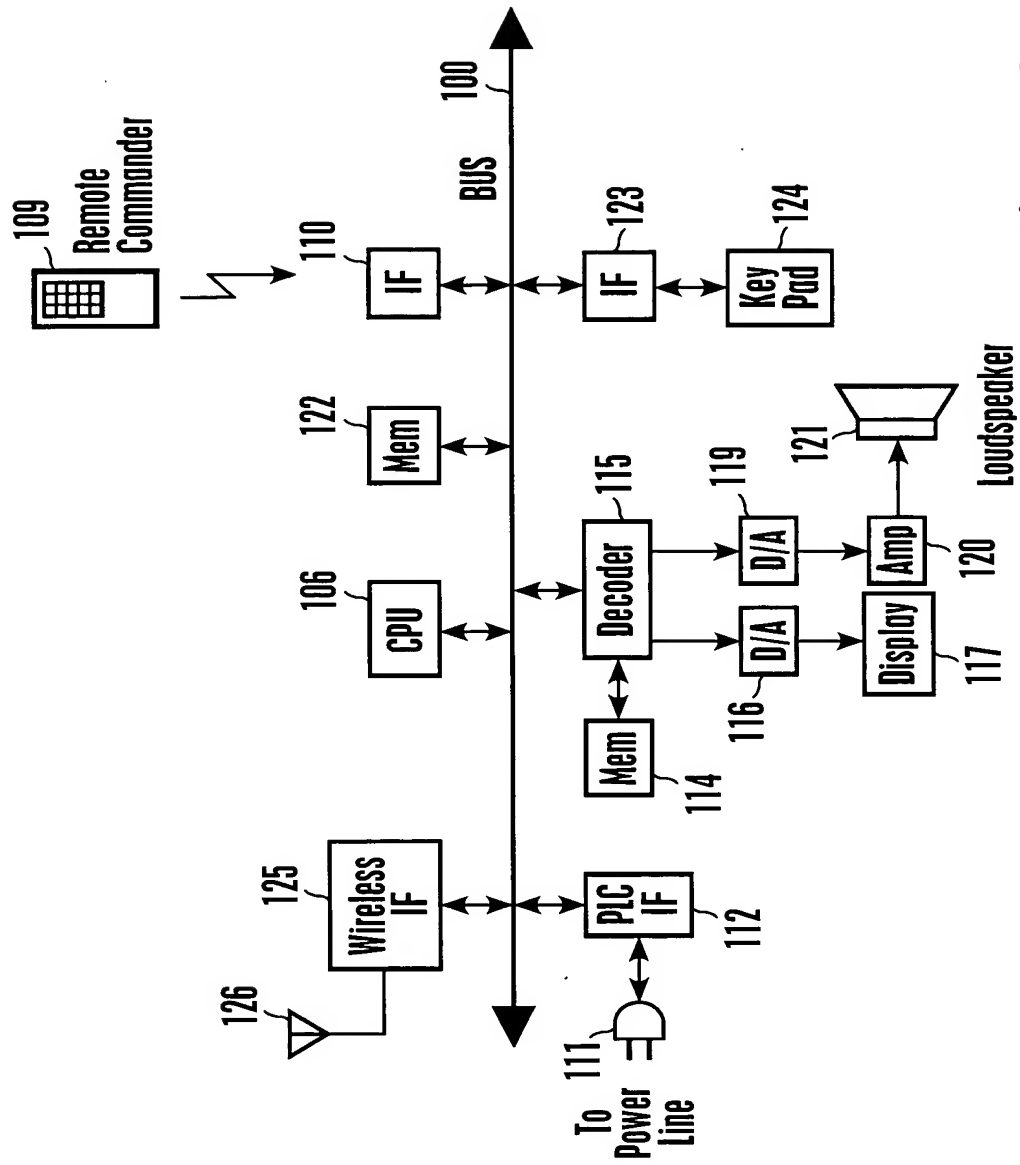 109
Remote
Commander
110
IF
122
Mem
106
CPU
125
Wireless
IF
126
BUS
100
123
IF
124
Key
Pad
115
Decoder
Mem
114
D/A
116
D/A
119
Display
117
Amp
120
121
Loudspeaker
PLC
IF
112
111
To
Power
Line